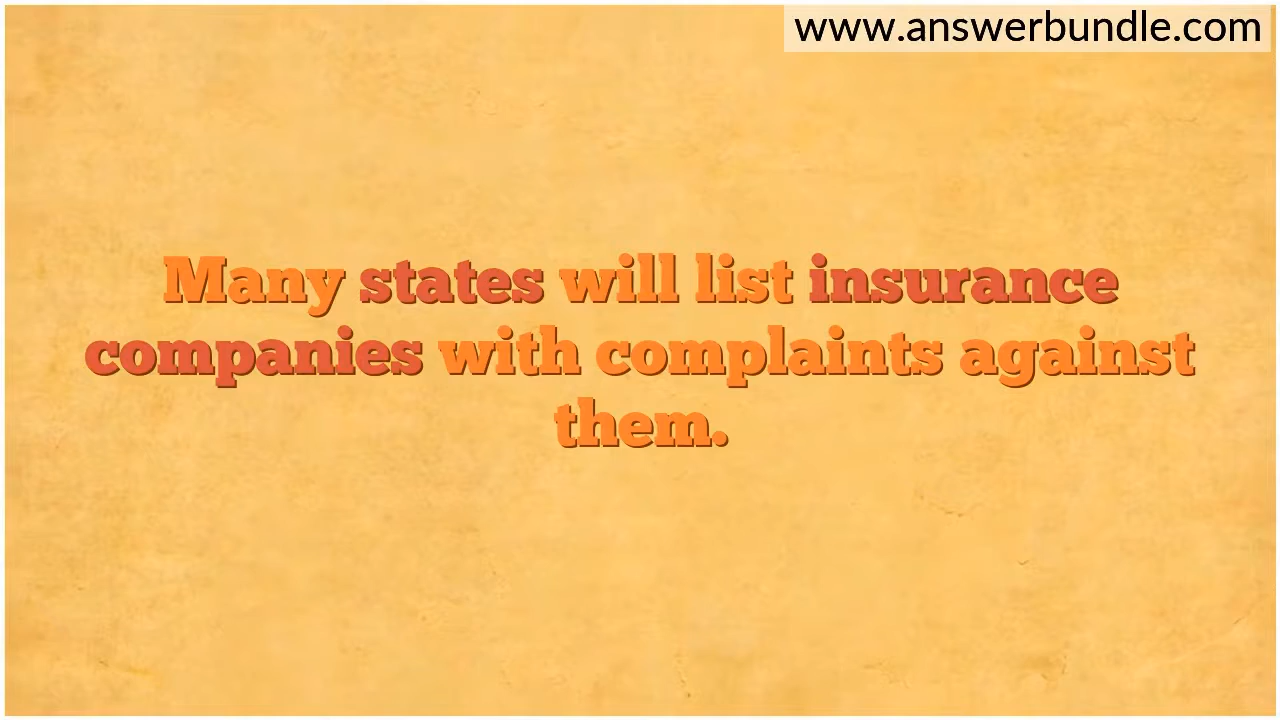 www.answerbundle.com
Many states will list insurance
companies with complaints against
them.